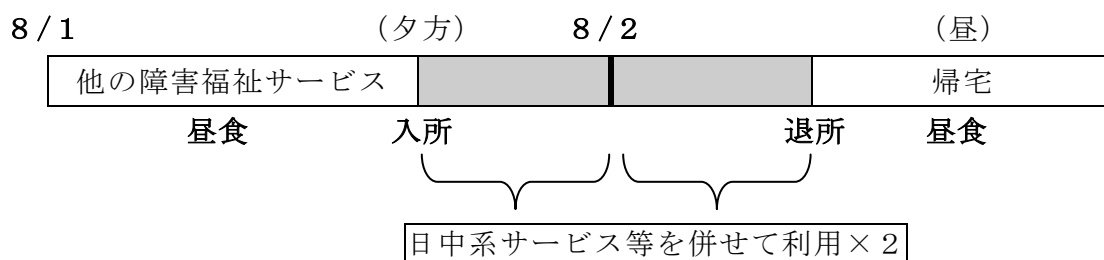 8/1 (夕方) 8/2 (昼)
他の障害福祉サービス 帰宅
昼食 入所 退所 昼食
日中系サービス等を併せて利用×2